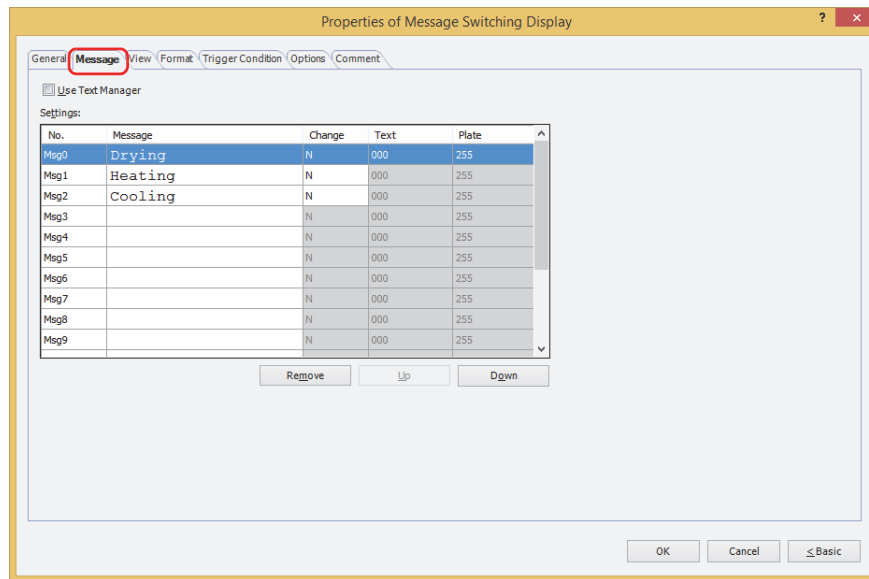 Properties of Message Switching Display ? ×
General Message View Format Trigger Condition Options Comment
Use Text Manager
Settings:
No. Message Change Text Plate
Msg0 Drying N 000 255
Msg1 Heating N 000 255
Msg2 Cooling N 000 255
Msg3 N 000 255
Msg4 N 000 255
Msg5 N 000 255
Msg6 N 000 255
Msg7 N 000 255
Msg8 N 000 255
Msg9 N 000 255
Remove Up Down
OK Cancel < Basic